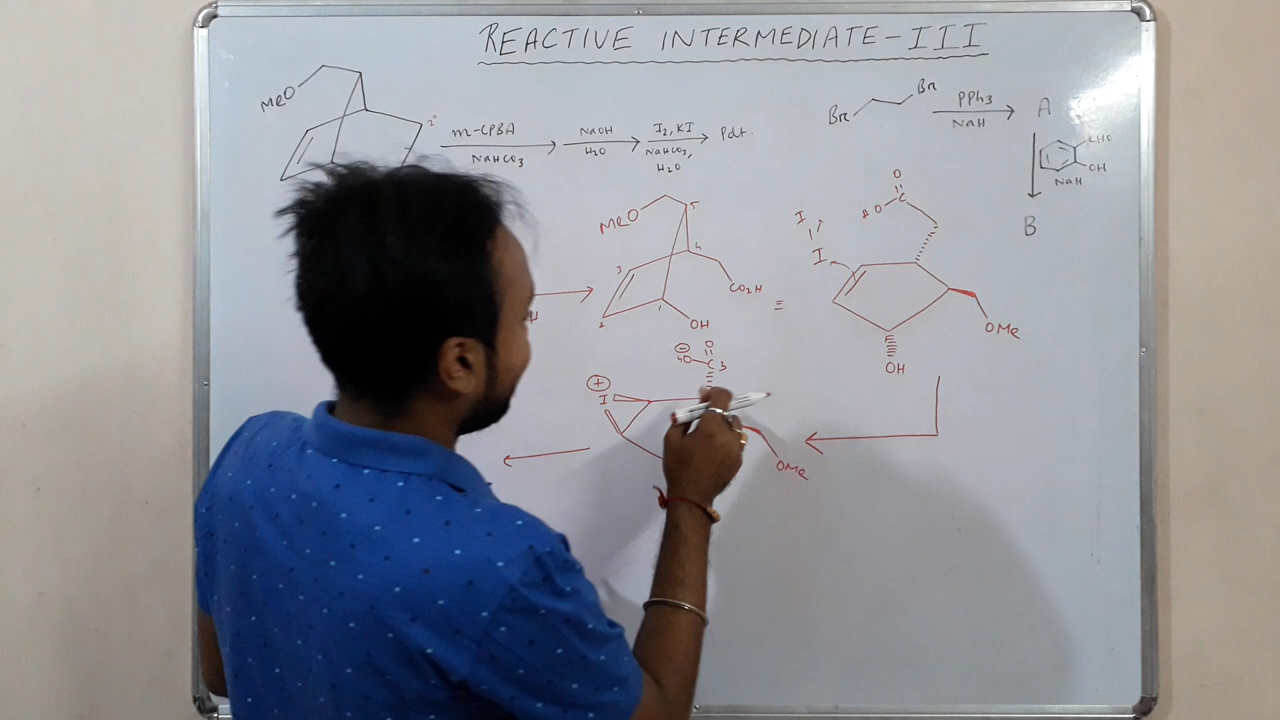 REACTIVE INTERMEDIATE-III
MeO
2°
m-CPBA
NaHCO3
NaOH
H2O
I2, KI
NaHCO3,
H2O
Pdt.
Br
Br
PPh3
NaH
A
CHO
OH
NaH
B
MeO
5
4
3
2
1
CO2H
OH
H
≡
O
C
O
I
I
OMe
OH
⊖
O
O
C
3
⊕
I
OMe